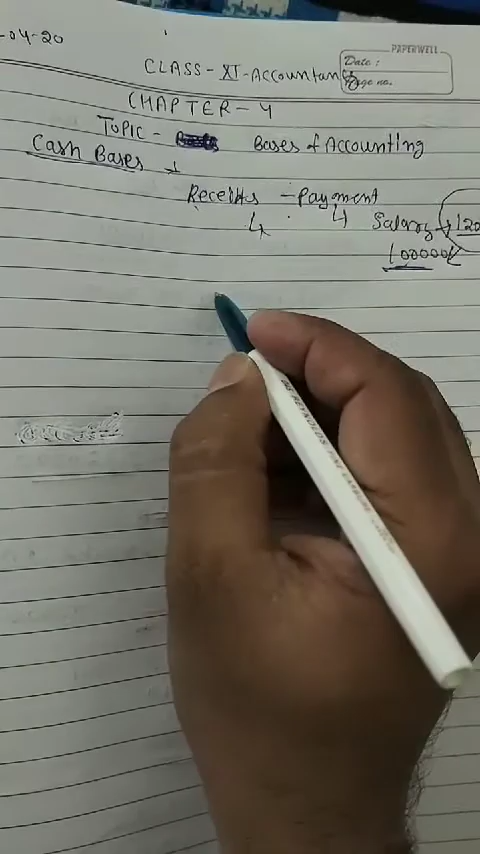 -04-20
PAPERWELL
Date :
Page no.
CLASS - XI - Accountancy
CHAPTER - 4
TOPIC - Bases of Accounting
Cash Bases
Receipts - Payment
Salary 120
100000